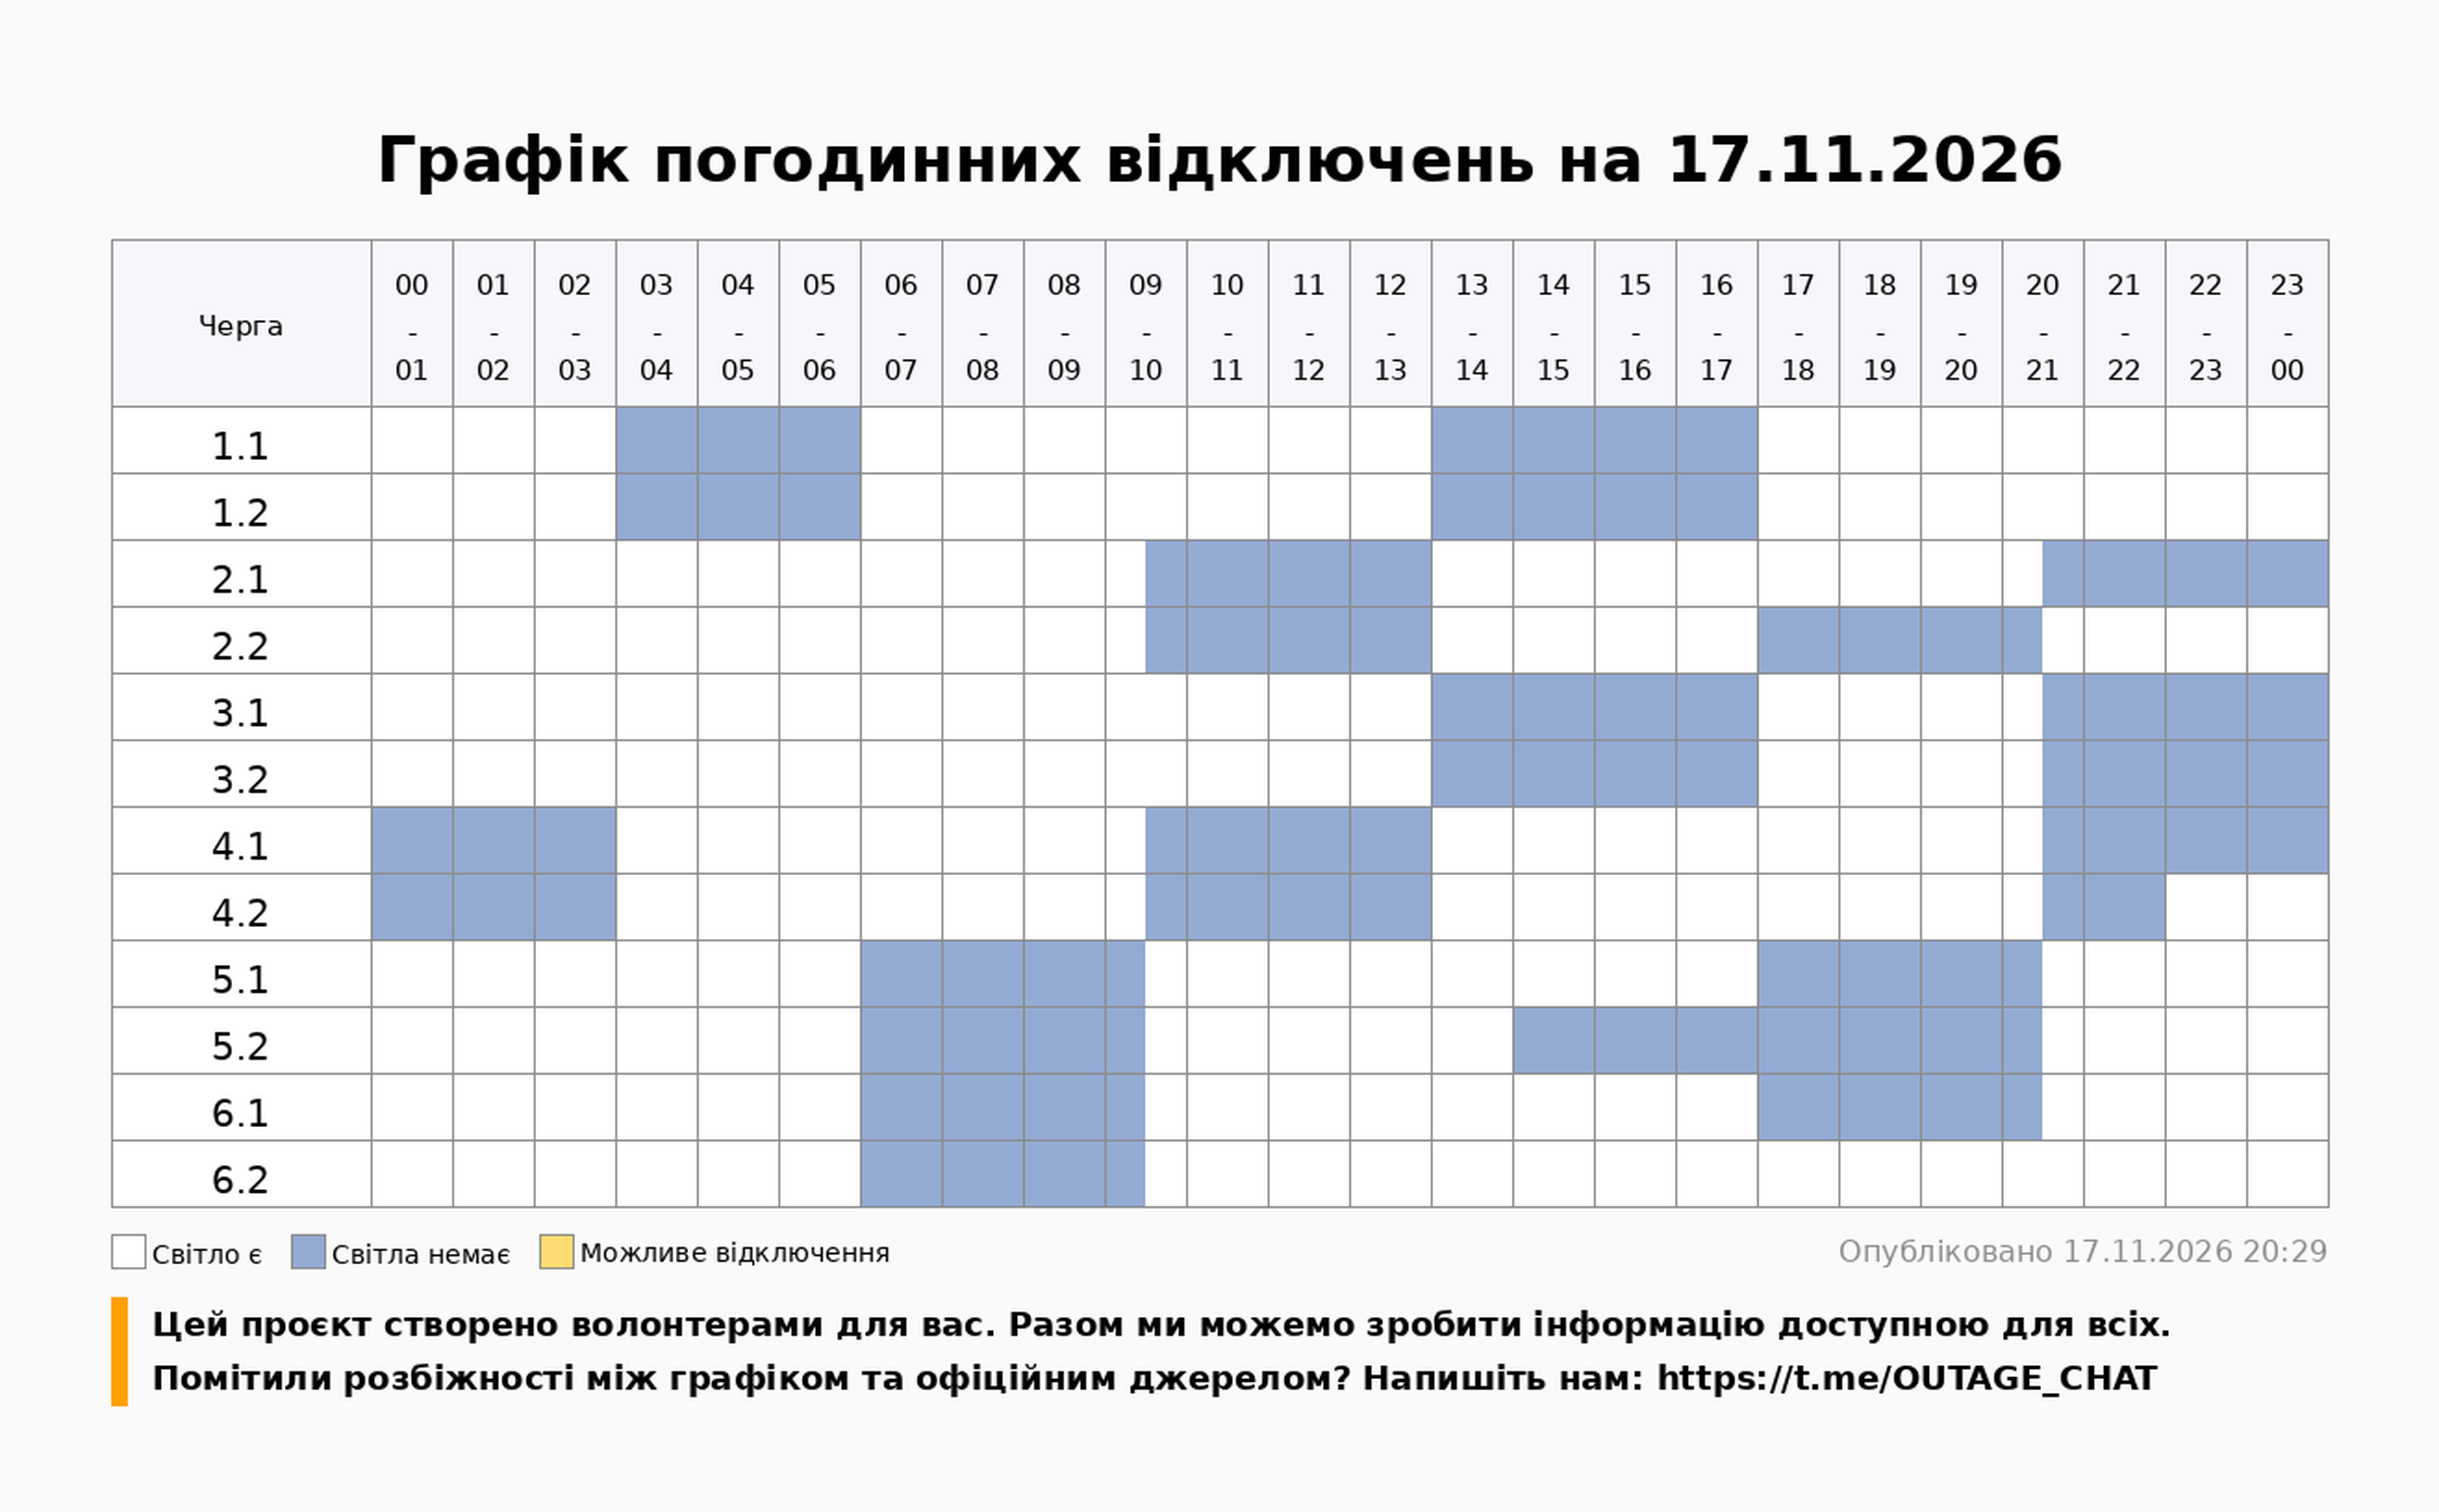 Графік погодинних відключень на 17.11.2026
Черга 00 - 01 01 - 02 02 - 03 03 - 04 04 - 05 05 - 06 06 - 07 07 - 08 08 - 09 09 - 10 10 - 11 11 - 12 12 - 13 13 - 14 14 - 15 15 - 16 16 - 17 17 - 18 18 - 19 19 - 20 20 - 21 21 - 22 22 - 23 23 - 00
1.1
1.2
2.1
2.2
3.1
3.2
4.1
4.2
5.1
5.2
6.1
6.2
Світло є Світла немає Можливе відключення Опубліковано 17.11.2026 20:29
Цей проєкт створено волонтерами для вас. Разом ми можемо зробити інформацію доступною для всіх.
Помітили розбіжності між графіком та офіційним джерелом? Напишіть нам: https://t.me/OUTAGE_CHAT